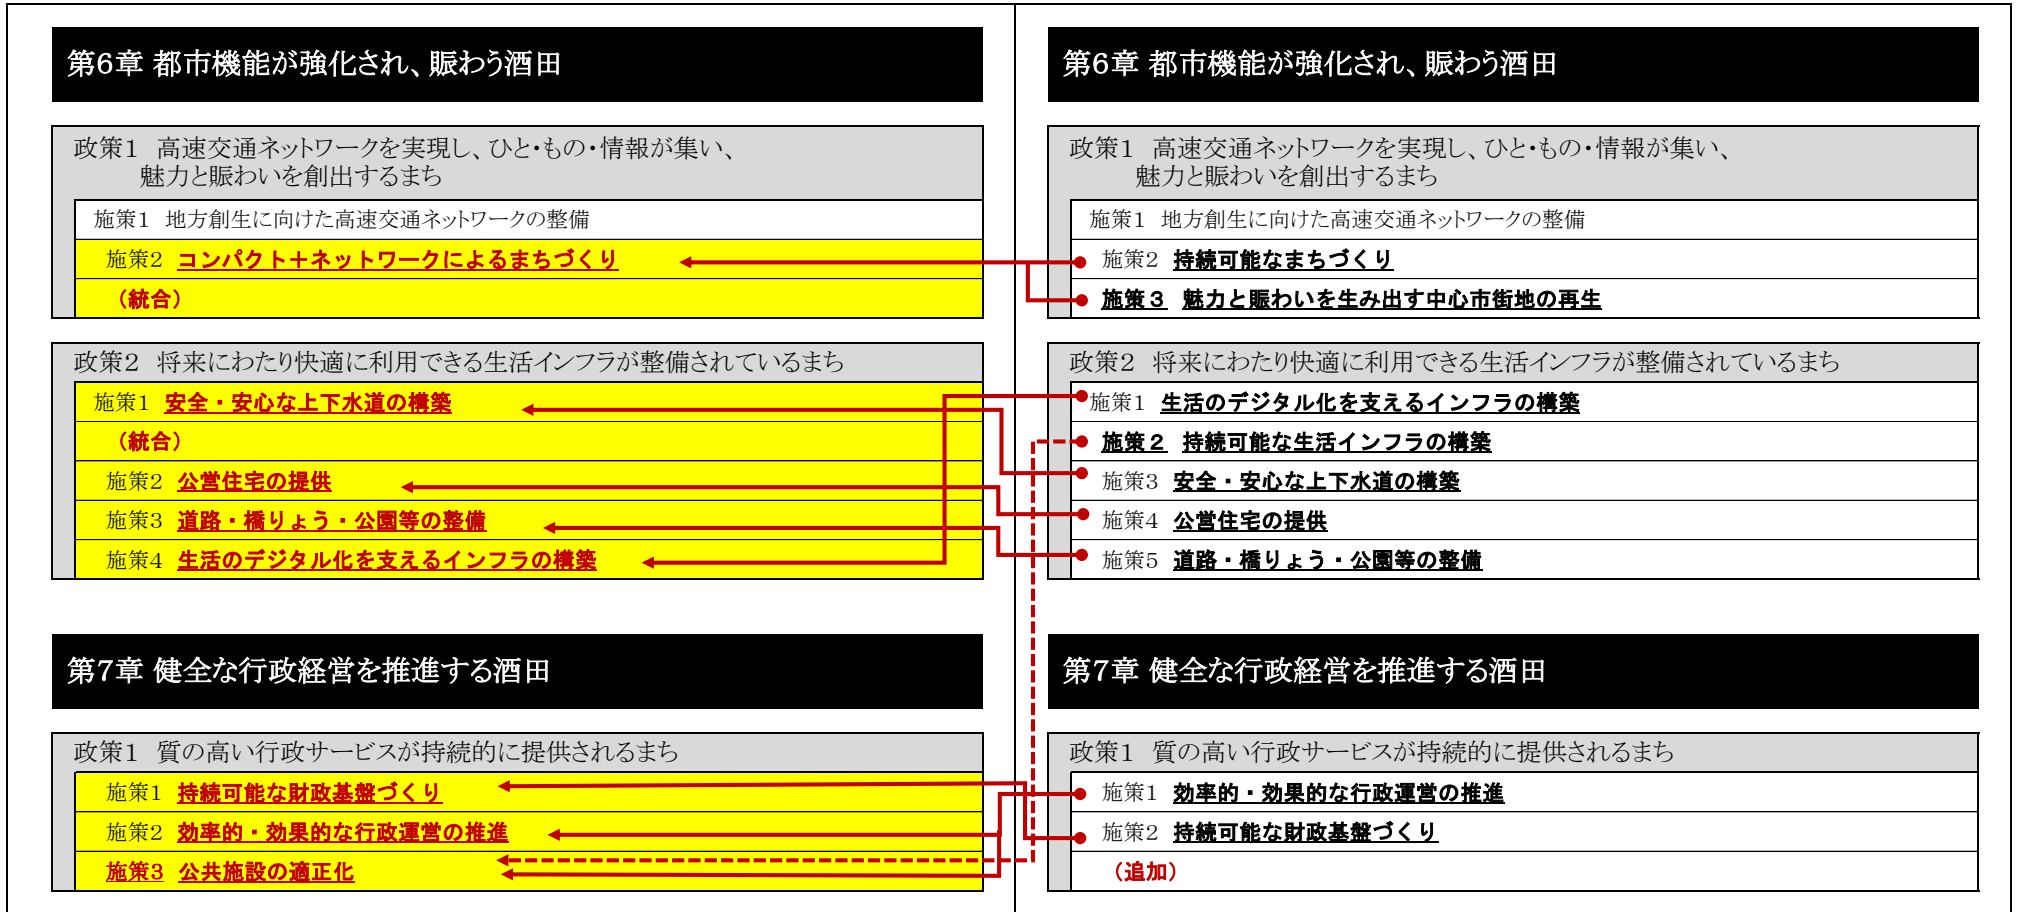 第6章 都市機能が強化され、賑わう酒田
政策1　高速交通ネットワークを実現し、ひと・もの・情報が集い、
魅力と賑わいを創出するまち
施策1　地方創生に向けた高速交通ネットワークの整備
施策2　コンパクト＋ネットワークによるまちづくり
（統合）
政策2　将来にわたり快適に利用できる生活インフラが整備されているまち
施策1　安全・安心な上下水道の構築
（統合）
施策2　公営住宅の提供
施策3　道路・橋りょう・公園等の整備
施策4　生活のデジタル化を支えるインフラの構築
第7章 健全な行政経営を推進する酒田
政策1　質の高い行政サービスが持続的に提供されるまち
施策1　持続可能な財政基盤づくり
施策2　効率的・効果的な行政運営の推進
施策3　公共施設の適正化
第6章 都市機能が強化され、賑わう酒田
政策1　高速交通ネットワークを実現し、ひと・もの・情報が集い、
魅力と賑わいを創出するまち
施策1　地方創生に向けた高速交通ネットワークの整備
施策2　持続可能なまちづくり
施策３　魅力と賑わいを生み出す中心市街地の再生
政策2　将来にわたり快適に利用できる生活インフラが整備されているまち
施策1　生活のデジタル化を支えるインフラの構築
施策２　持続可能な生活インフラの構築
施策3　安全・安心な上下水道の構築
施策4　公営住宅の提供
施策5　道路・橋りょう・公園等の整備
第7章 健全な行政経営を推進する酒田
政策1　質の高い行政サービスが持続的に提供されるまち
施策1　効率的・効果的な行政運営の推進
施策2　持続可能な財政基盤づくり
（追加）